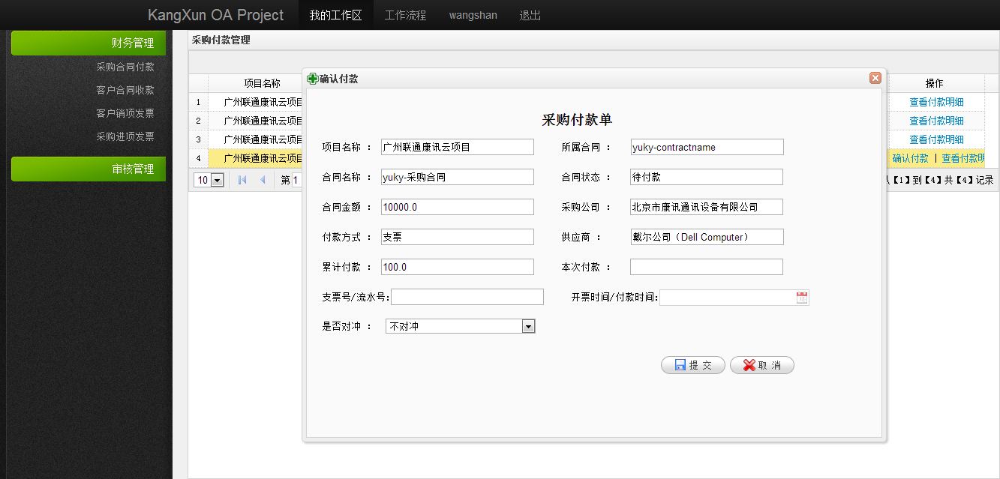 KangXun OA Project 我的工作区 工作流程 wangshan 退出
财务管理
采购合同付款
客户合同收款
客户销项发票
采购进项发票
审核管理
采购付款管理
项目名称 操作
1 广州联通康讯云项目 查看付款明细
2 广州联通康讯云项目 查看付款明细
3 广州联通康讯云项目 查看付款明细
4 广州联通康讯云项目 确认付款 | 查看付款明
10 第 1 【1】到【4】共【4】记录
确认付款
采购付款单
项目名称 : 广州联通康讯云项目 所属合同 : yuky-contractname
合同名称 : yuky-采购合同 合同状态 : 待付款
合同金额 : 10000.0 采购公司 : 北京市康讯通讯设备有限公司
付款方式 : 支票 供应商 : 戴尔公司（Dell Computer）
累计付款 : 100.0 本次付款 :
支票号/流水号: 开票时间/付款时间:
是否对冲 : 不对冲
提 交 取 消